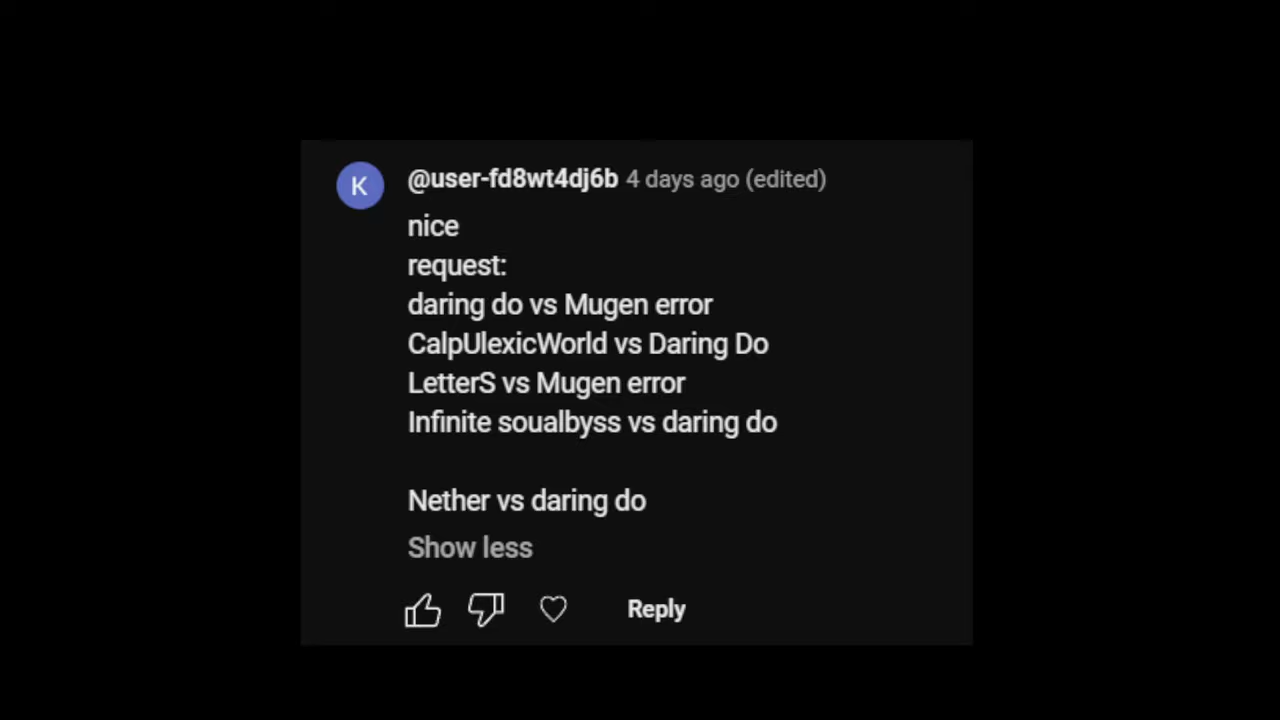 K
@user-fd8wt4dj6b 4 days ago (edited)
nice
request:
daring do vs Mugen error
CalpUlexicWorld vs Daring Do
LetterS vs Mugen error
Infinite soualbyss vs daring do
Nether vs daring do
Show less
Reply